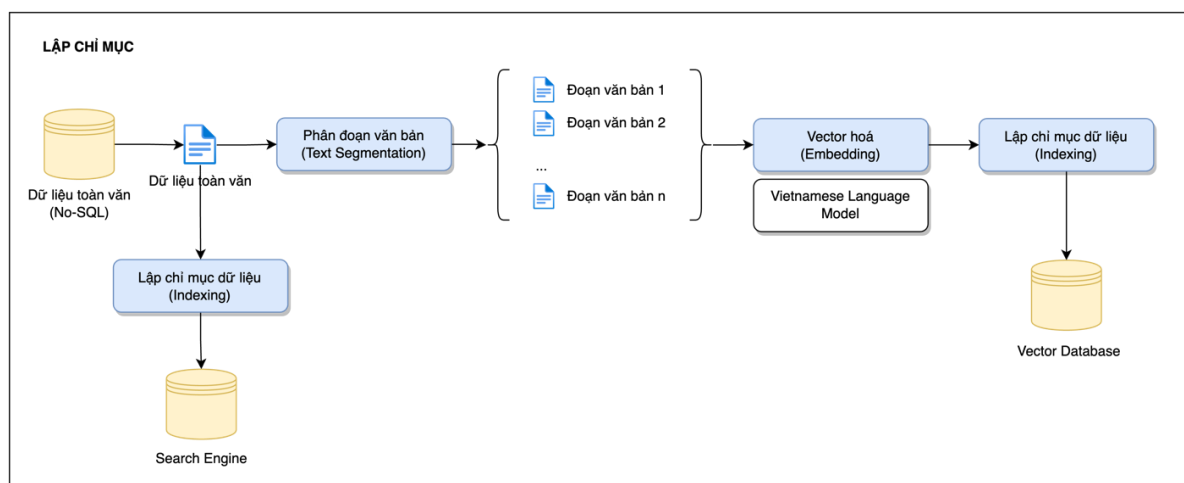 LẬP CHỈ MỤC
Dữ liệu toàn văn
(No-SQL)
Dữ liệu toàn văn
Phân đoạn văn bản
(Text Segmentation)
Đoạn văn bản 1
Đoạn văn bản 2
...
Đoạn văn bản n
Vector hoá
(Embedding)
Vietnamese Language
Model
Lập chỉ mục dữ liệu
(Indexing)
Vector Database
Lập chỉ mục dữ liệu
(Indexing)
Search Engine